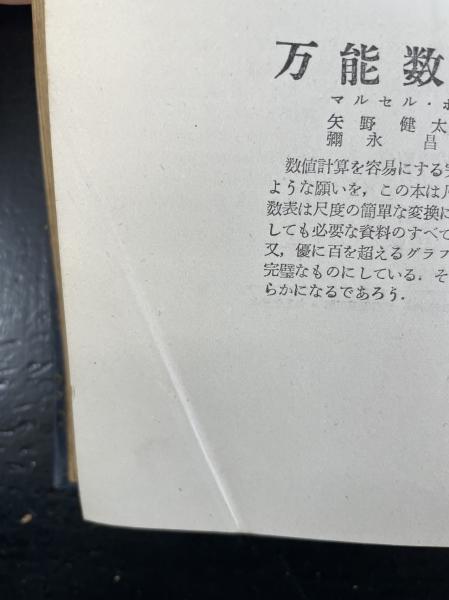 万能数
マルセル・
矢野健太
彌永昌
数値計算を容易にする
ような願いを，この本は
数表は尺度の簡單な変換に
しても必要な資料のすべて
又，優に百を超えるグラフ
完璧なものにしている．そ
らかになるであろう．